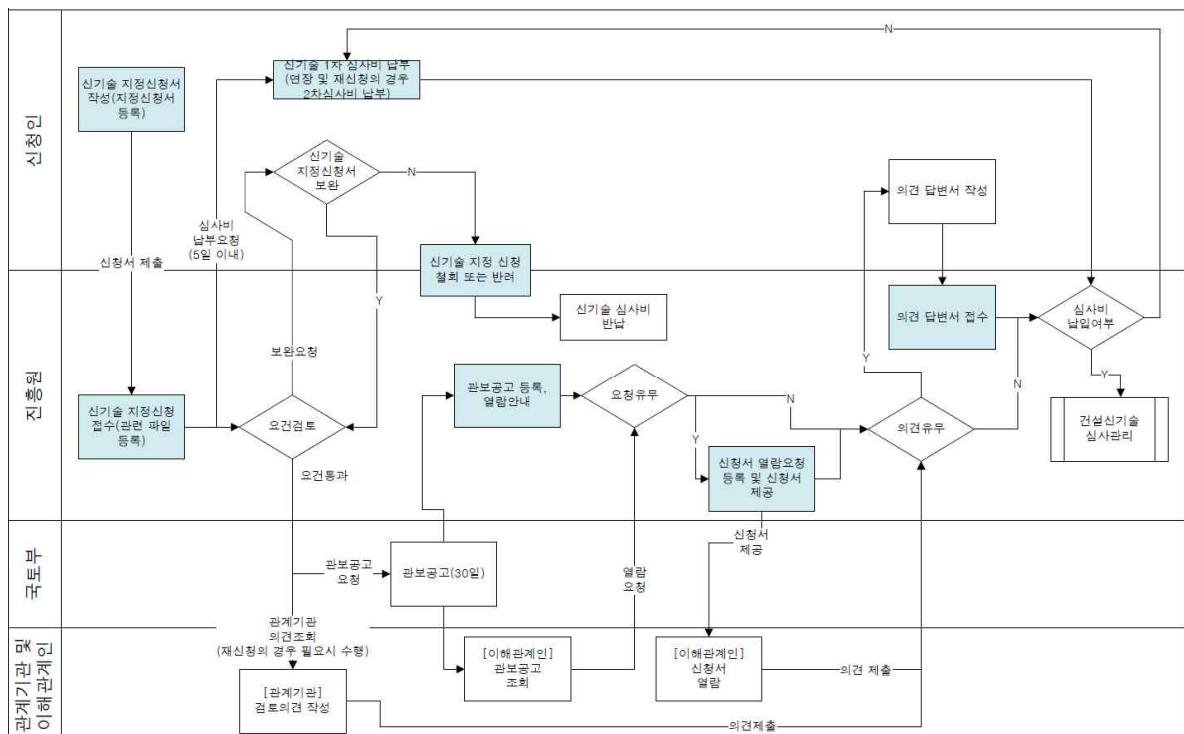 신청인
신기술 지정신청서
작성(지정신청서
등록)
신기술 1차 심사비 납부
(연장 및 재신청의 경우
2차심사비 납부)
N
신기술
지정신청서
보완
N
의견 답변서 작성
심사비
납부요청
(5일 이내)
신청서 제출
신기술 지정 신청
철회 또는 반려
Y
진흥원
신기술 심사비
반납
의견 답변서 접수
심사비
납입여부
보완요청
Y
N
Y
신기술 지정신청
접수(관련 파일
등록)
요건검토
관보공고 등록,
열람안내
요청유무
N
Y
의견유무
건설신기술
심사관리
요건통과
신청서 열람요청
등록 및 신청서
제공
국토부
신청서
제공
관보공고
요청
관보공고(30일)
열람
요청
관계기관 및
이해관계인
관계기관
의견조회
(재신청의 경우 필요시 수행)
[이해관계인]
관보공고
조회
[이해관계인]
신청서
열람
의견 제출
[관계기관]
검토의견 작성
의견제출